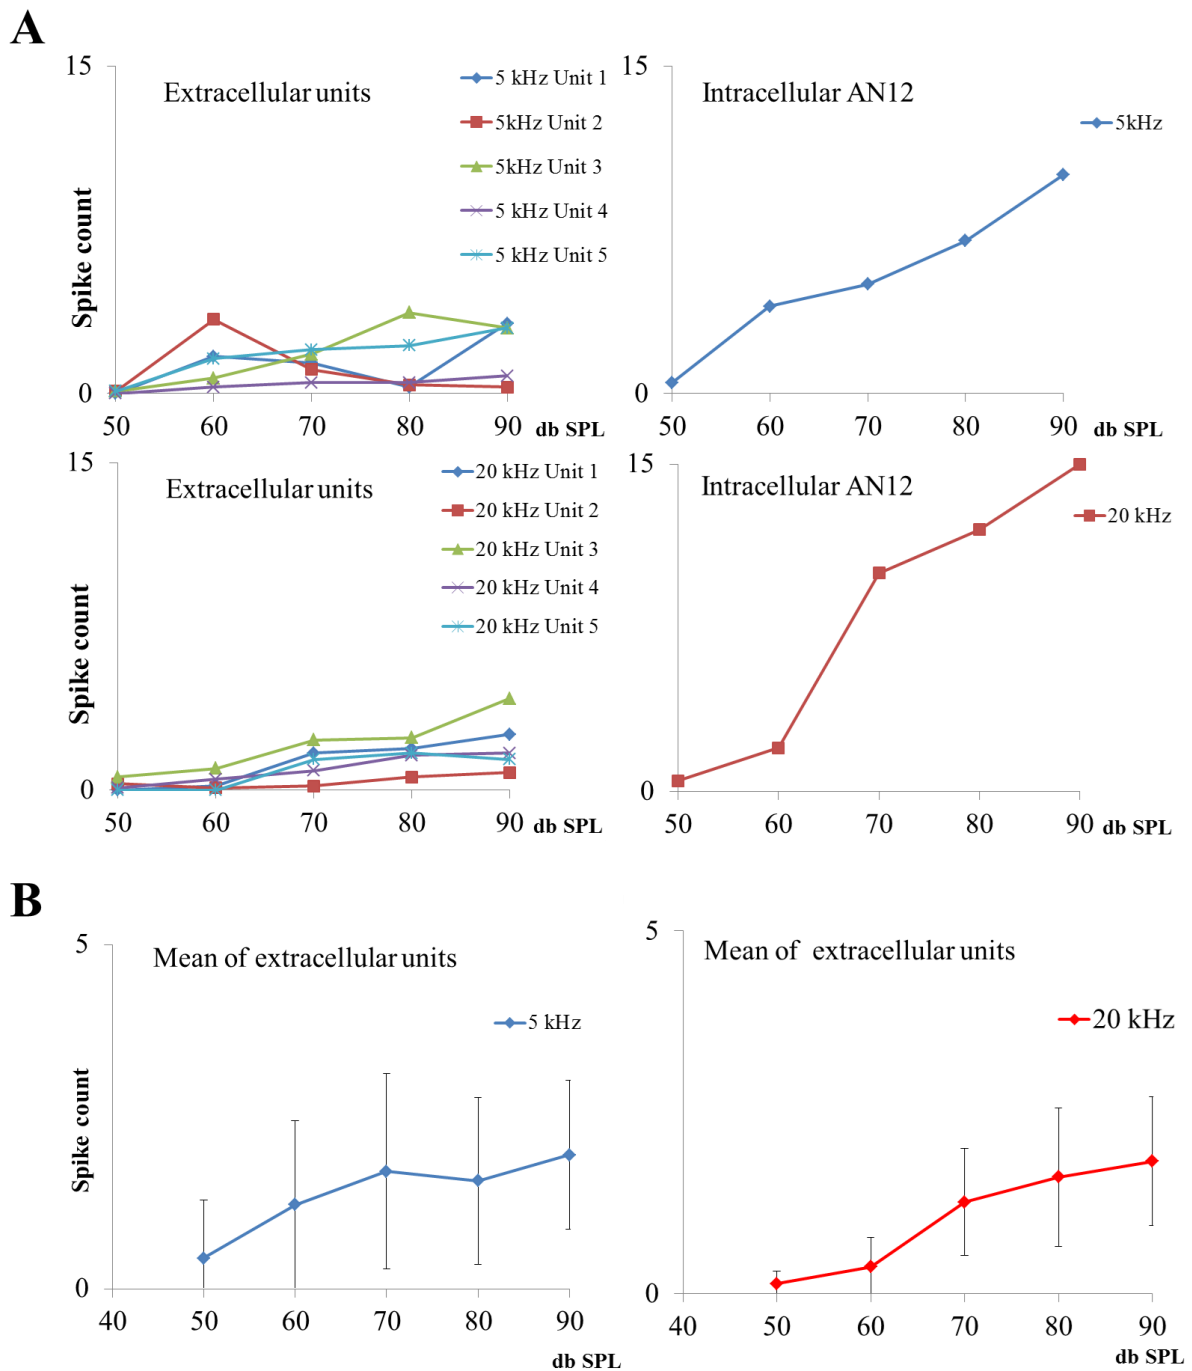 A
15
Extracellular units
5 kHz Unit 1
5kHz Unit 2
5kHz Unit 3
5 kHz Unit 4
5 kHz Unit 5
Spike count
0
50 60 70 80 90 db SPL
15
Intracellular AN12
5kHz
0
50 60 70 80 90 db SPL
15
Extracellular units
20 kHz Unit 1
20 kHz Unit 2
20 kHz Unit 3
20 kHz Unit 4
20 kHz Unit 5
Spike count
0
50 60 70 80 90 db SPL
15
Intracellular AN12
20 kHz
0
50 60 70 80 90 db SPL
B
5
Mean of extracellular units
5 kHz
Spike count
0
40 50 60 70 80 90
db SPL
5
Mean of extracellular units
20 kHz
0
40 50 60 70 80 90
db SPL